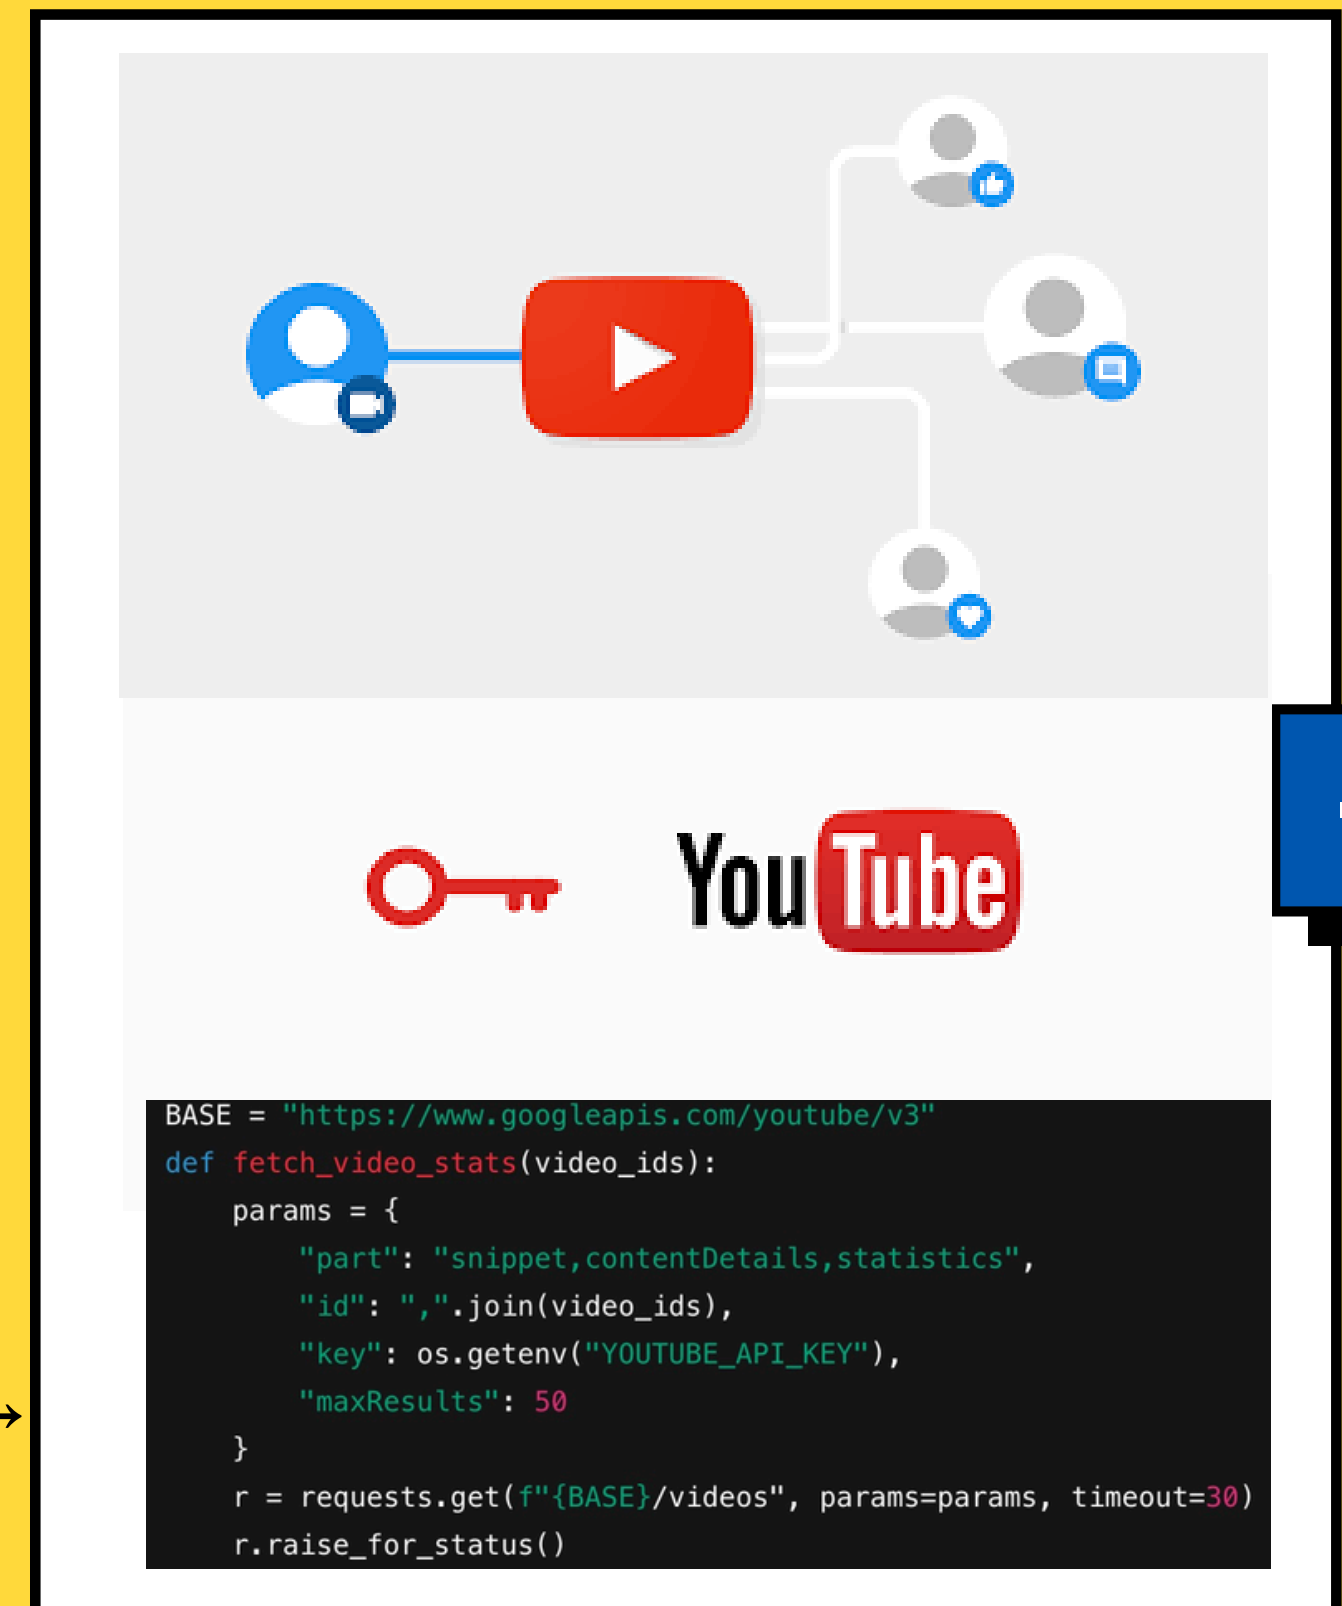 YouTube
BASE = "https://www.googleapis.com/youtube/v3"
def fetch_video_stats(video_ids):
    params = {
        "part": "snippet,contentDetails,statistics",
        "id": ",".join(video_ids),
        "key": os.getenv("YOUTUBE_API_KEY"),
        "maxResults": 50
    }
    r = requests.get(f"{BASE}/videos", params=params, timeout=30)
    r.raise_for_status()